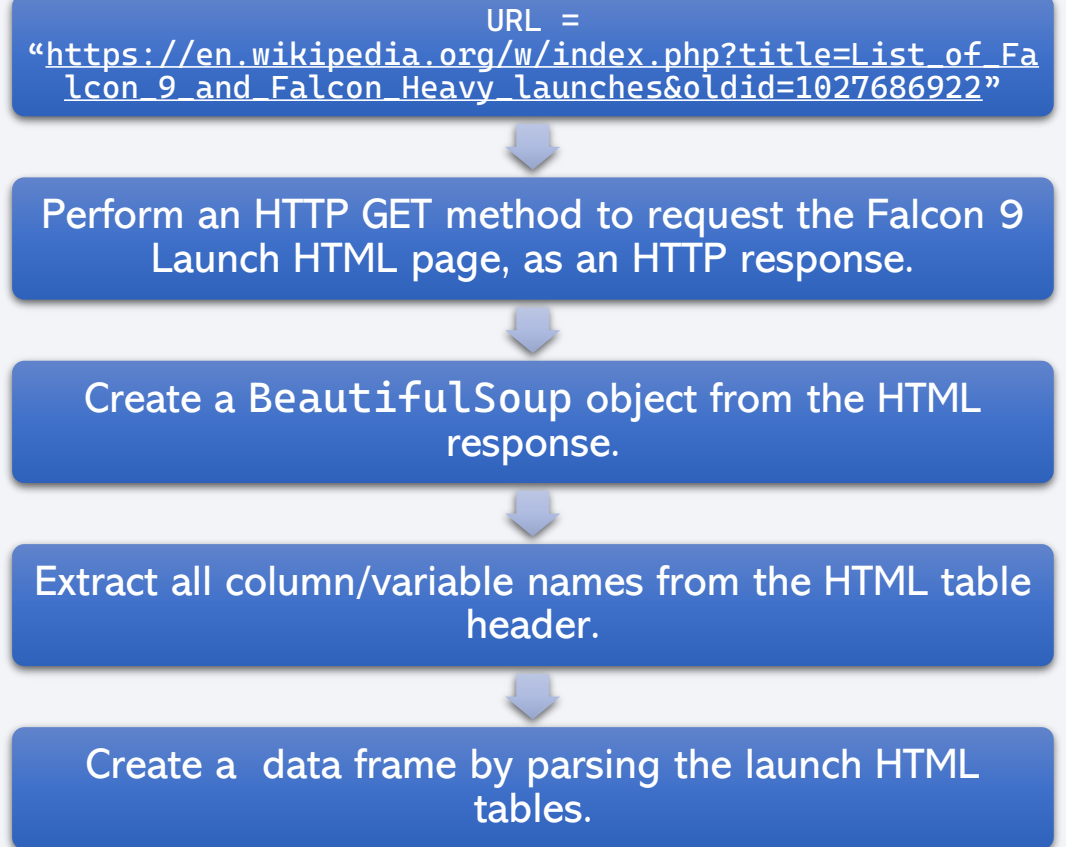 URL =
“https://en.wikipedia.org/w/index.php?title=List_of_Fa
lcon_9_and_Falcon_Heavy_launches&oldid=1027686922”
Perform an HTTP GET method to request the Falcon 9
Launch HTML page, as an HTTP response.
Create a BeautifulSoup object from the HTML
response.
Extract all column/variable names from the HTML table
header.
Create a  data frame by parsing the launch HTML
tables.